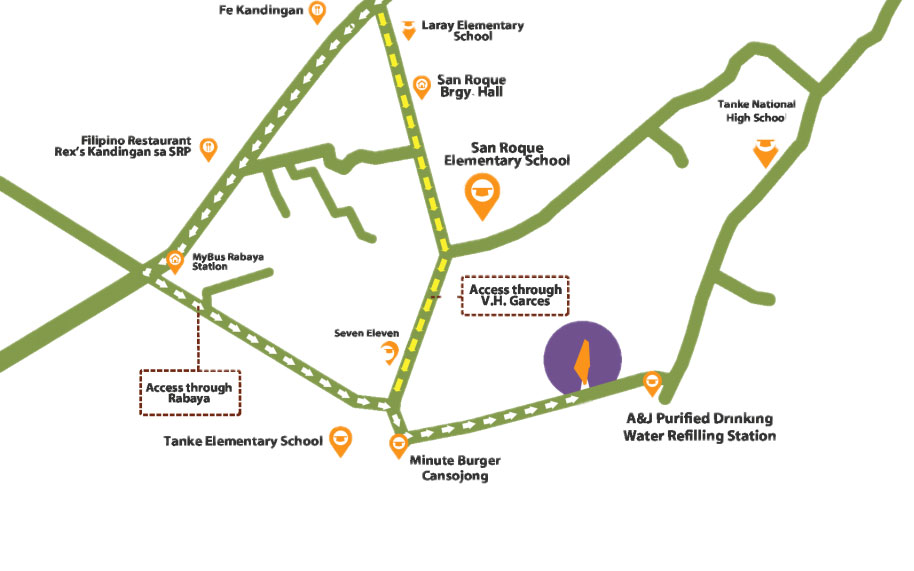 Fe Kandingan
Laray Elementary
School
San Roque
Brgy. Hall
Tanke National
High School
Filipino Restaurant
Rex's Kandingan sa SRP
San Roque
Elementary School
MyBus Rabaya
Station
Access through
V.H. Garces
Seven Eleven
Access through
Rabaya
Tanke Elementary School
A&J Purified Drinking
Water Refilling Station
Minute Burger
Cansojong